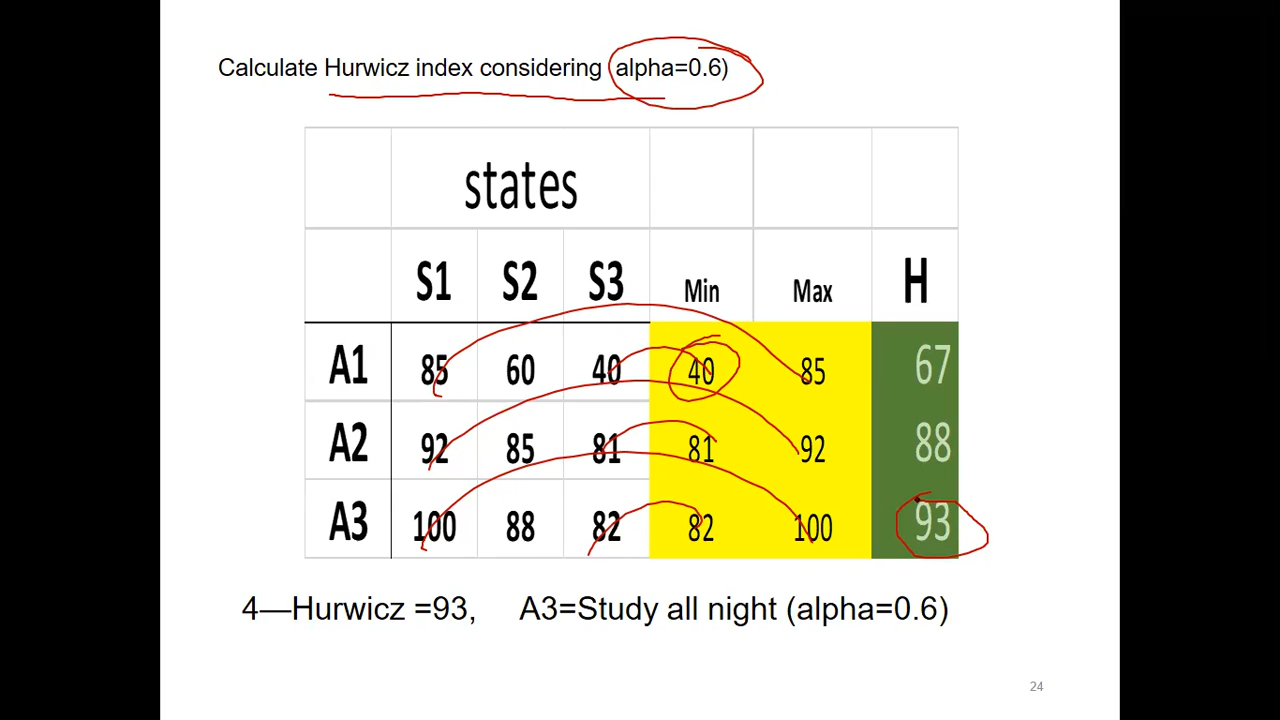 Calculate Hurwicz index considering alpha=0.6)
states
S1 S2 S3 Min Max H
A1 85 60 40 40 85 67
A2 92 85 81 81 92 88
A3 100 88 82 82 100 93
4—Hurwicz =93, A3=Study all night (alpha=0.6)
24